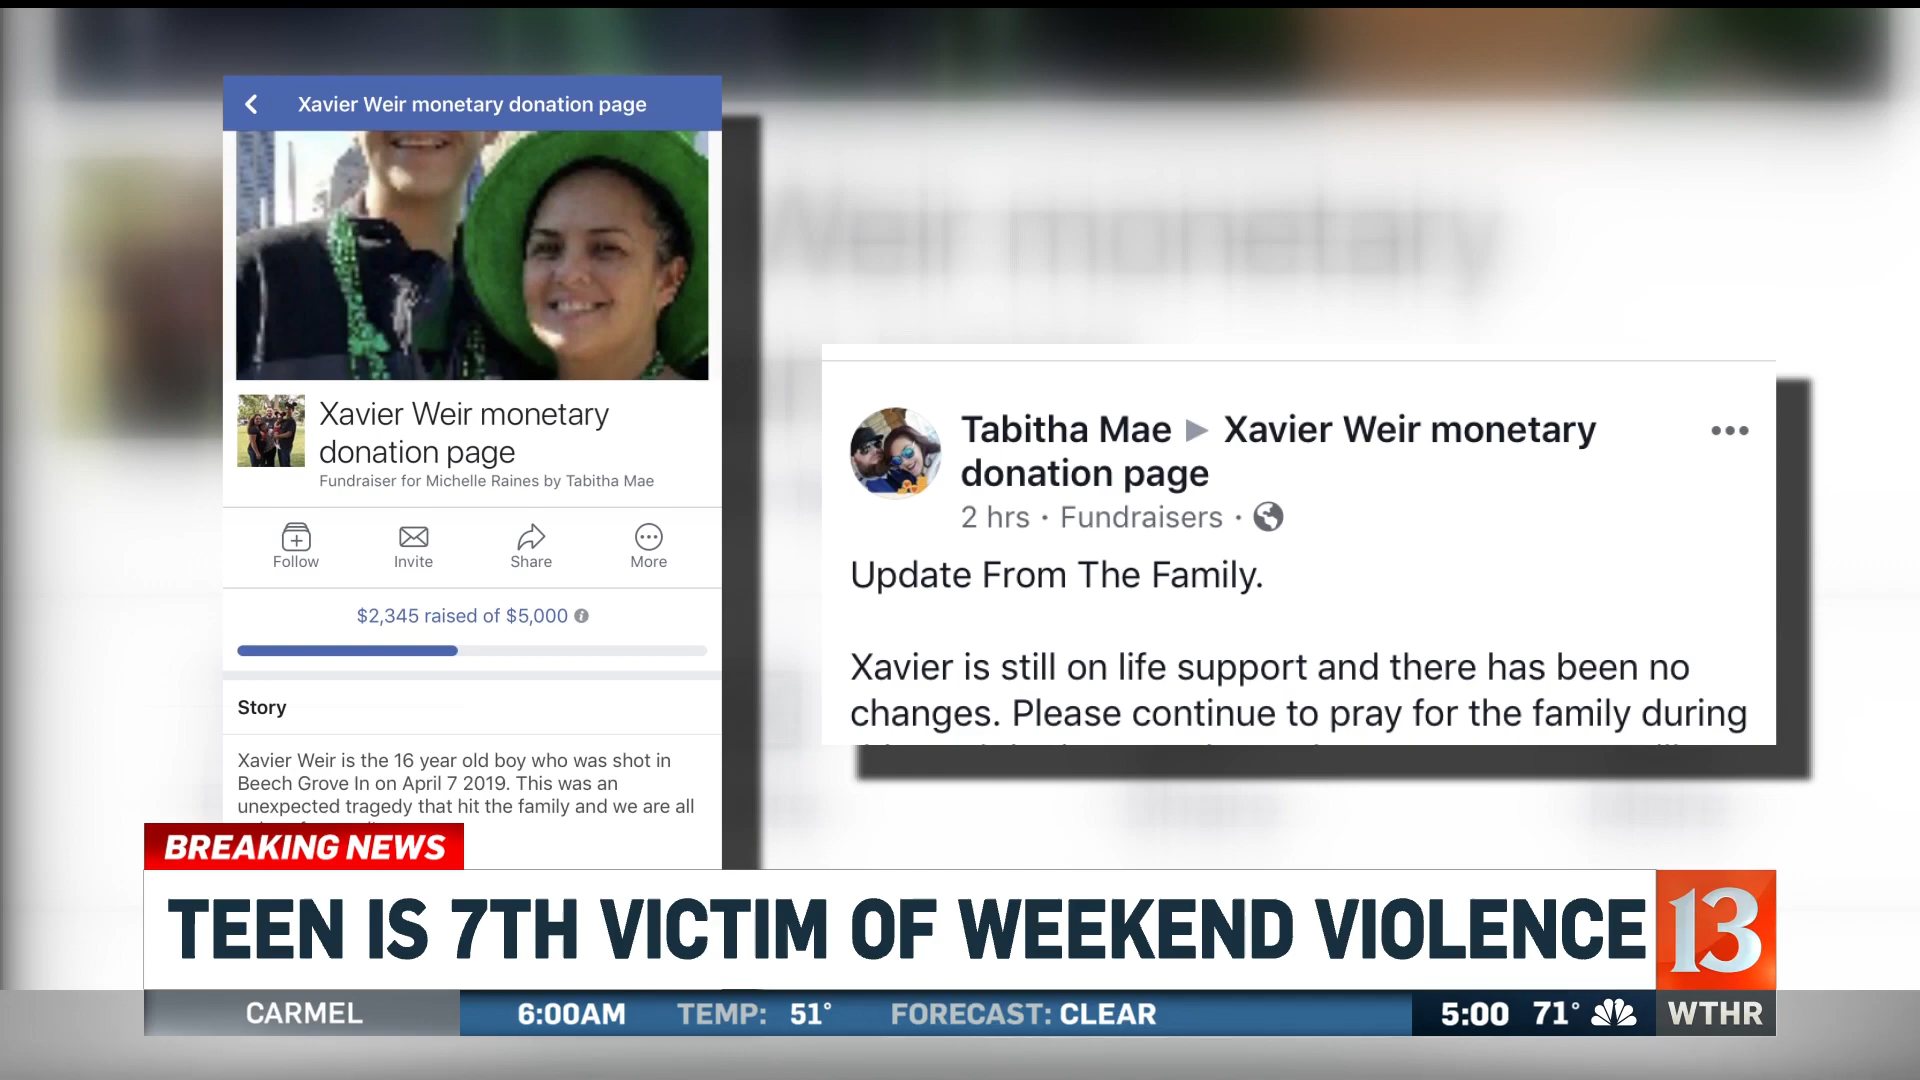 Xavier Weir monetary donation page
Xavier Weir monetary
donation page
Fundraiser for Michelle Raines by Tabitha Mae
Follow Invite Share More
$2,345 raised of $5,000
Story
Xavier Weir is the 16 year old boy who was shot in
Beech Grove In on April 7 2019. This was an
unexpected tragedy that hit the family and we are all
Weir monetary
Tabitha Mae ▶ Xavier Weir monetary
donation page
2 hrs · Fundraisers ·
Update From The Family.
Xavier is still on life support and there has been no
changes. Please continue to pray for the family during
BREAKING NEWS
TEEN IS 7TH VICTIM OF WEEKEND VIOLENCE
13
CARMEL 6:00AM TEMP: 51° FORECAST: CLEAR 5:00 71° WTHR